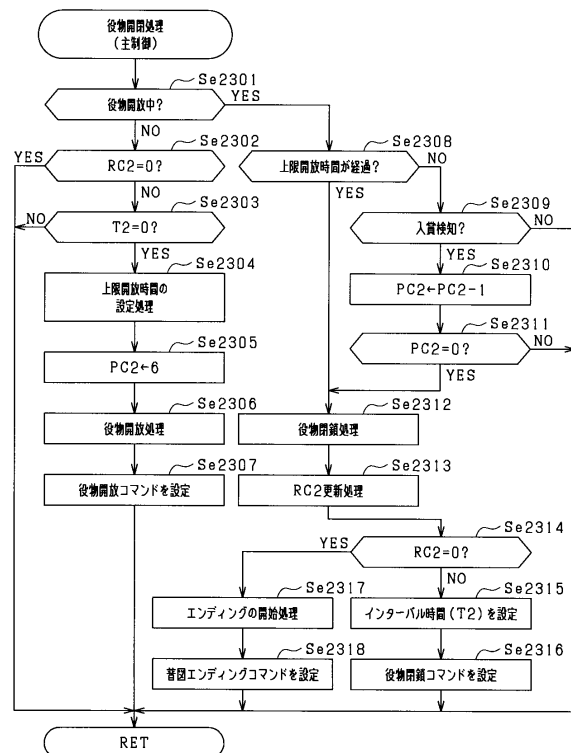 役物開閉処理
(主制御)
Se2301
役物開放中?
YES
NO
Se2302
RC2=0?
YES
NO
Se2303
T2=0?
NO
YES
Se2304
上限開放時間の
設定処理
Se2305
PC2←6
Se2306
役物開放処理
Se2307
役物開放コマンドを設定
Se2308
上限開放時間が経過?
NO
YES
Se2309
入賞検知?
NO
YES
Se2310
PC2←PC2-1
Se2311
PC2=0?
NO
YES
Se2312
役物閉鎖処理
Se2313
RC2更新処理
Se2314
RC2=0?
YES
NO
Se2317
エンディングの開始処理
Se2315
インターバル時間(T2)を設定
Se2318
普図エンディングコマンドを設定
Se2316
役物閉鎖コマンドを設定
RET